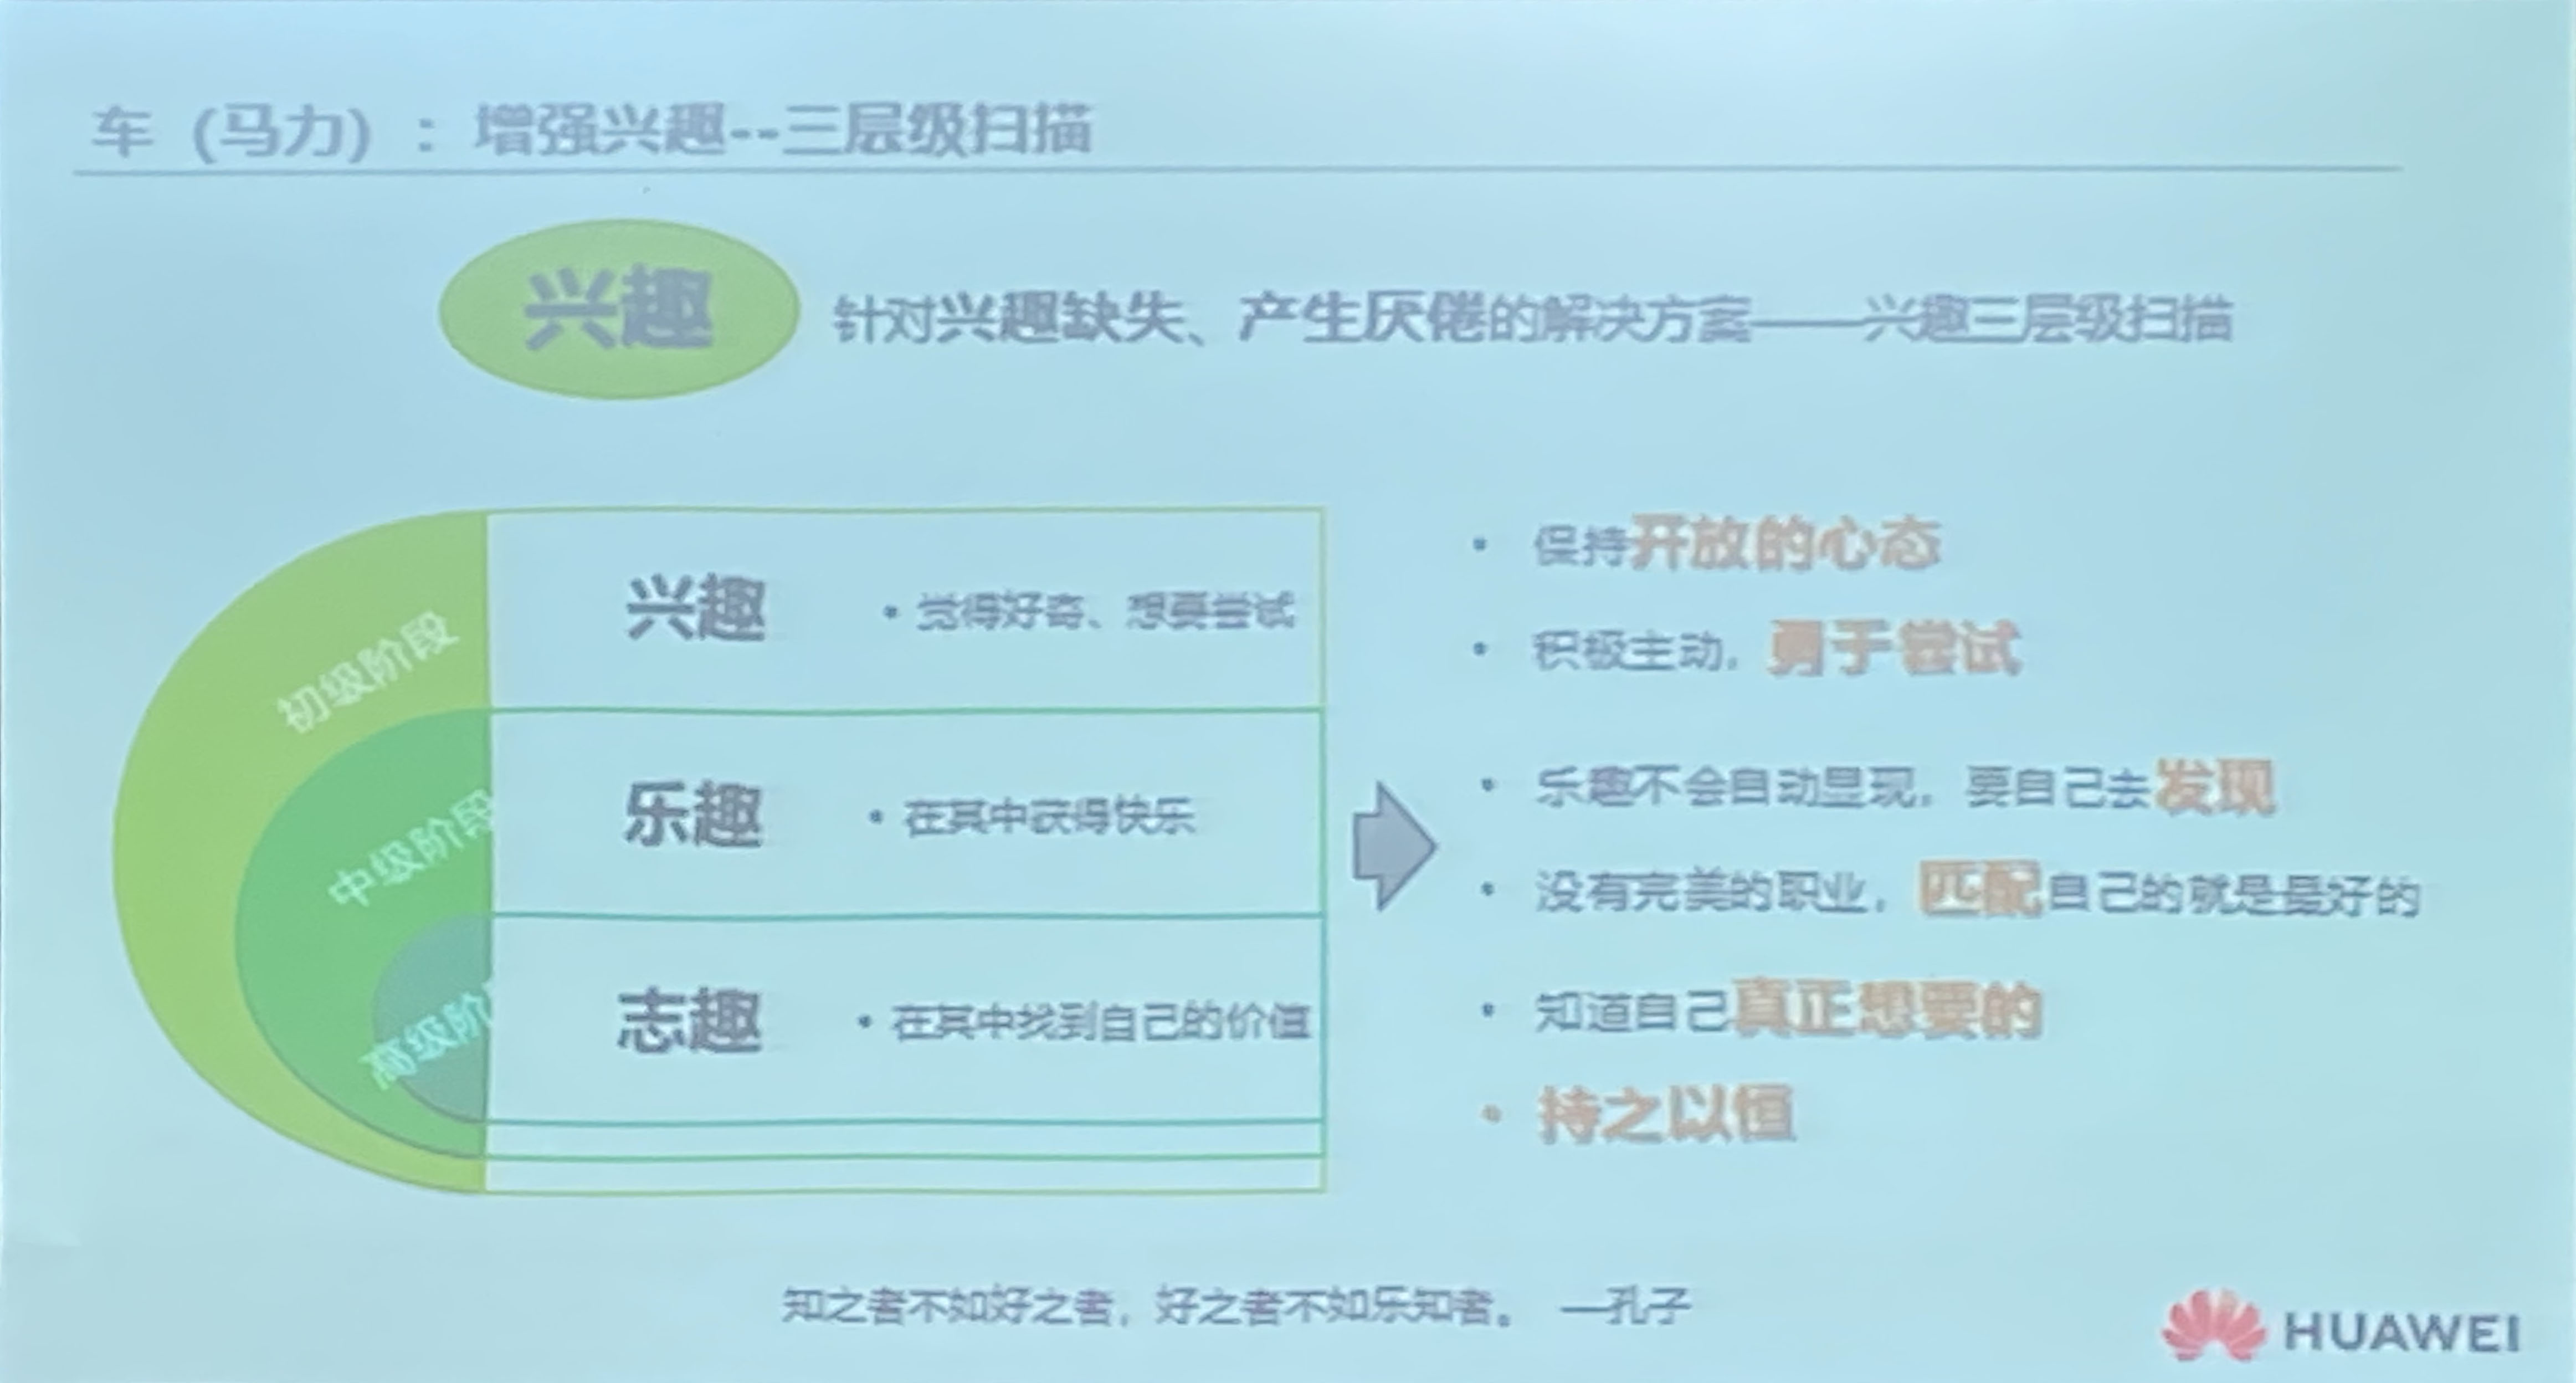 车 (马力) ：增强兴趣--三层级扫描
兴趣
针对兴趣缺失、产生厌倦的解决方案——兴趣三层级扫描
初级阶段
兴趣
• 觉得好奇、
• 保持开放的心态
• 积极主动，勇于尝试
中级阶段
乐趣
• 在其中获得快乐
• 乐趣不会自动显现，要自己去发现
• 没有完美的职业，匹配自己的就是最好的
高级阶
志趣
• 在其中找到自己的价值
• 知道自己真正想要的
• 持之以恒
知之者不如好之者，好之者不如乐知者。 —孔子
HUAWEI